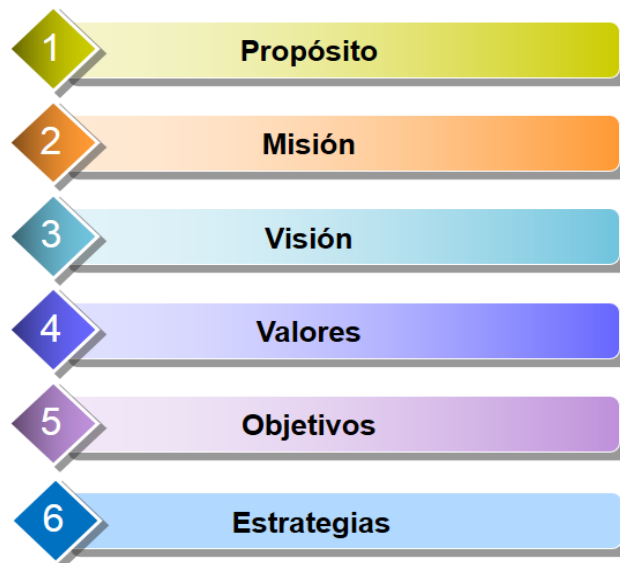 1 Propósito
2 Misión
3 Visión
4 Valores
5 Objetivos
6 Estrategias